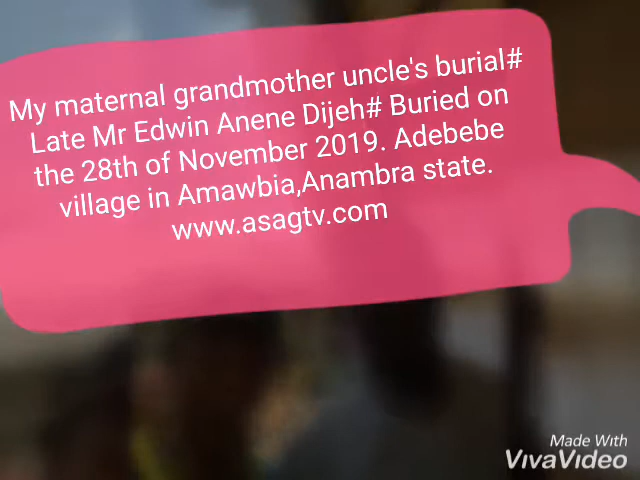 My maternal grandmother uncle's burial#
Late Mr Edwin Anene Dijeh# Buried on
the 28th of November 2019. Adebebe
village in Amawbia,Anambra state.
www.asagtv.com
Made With
VivaVideo